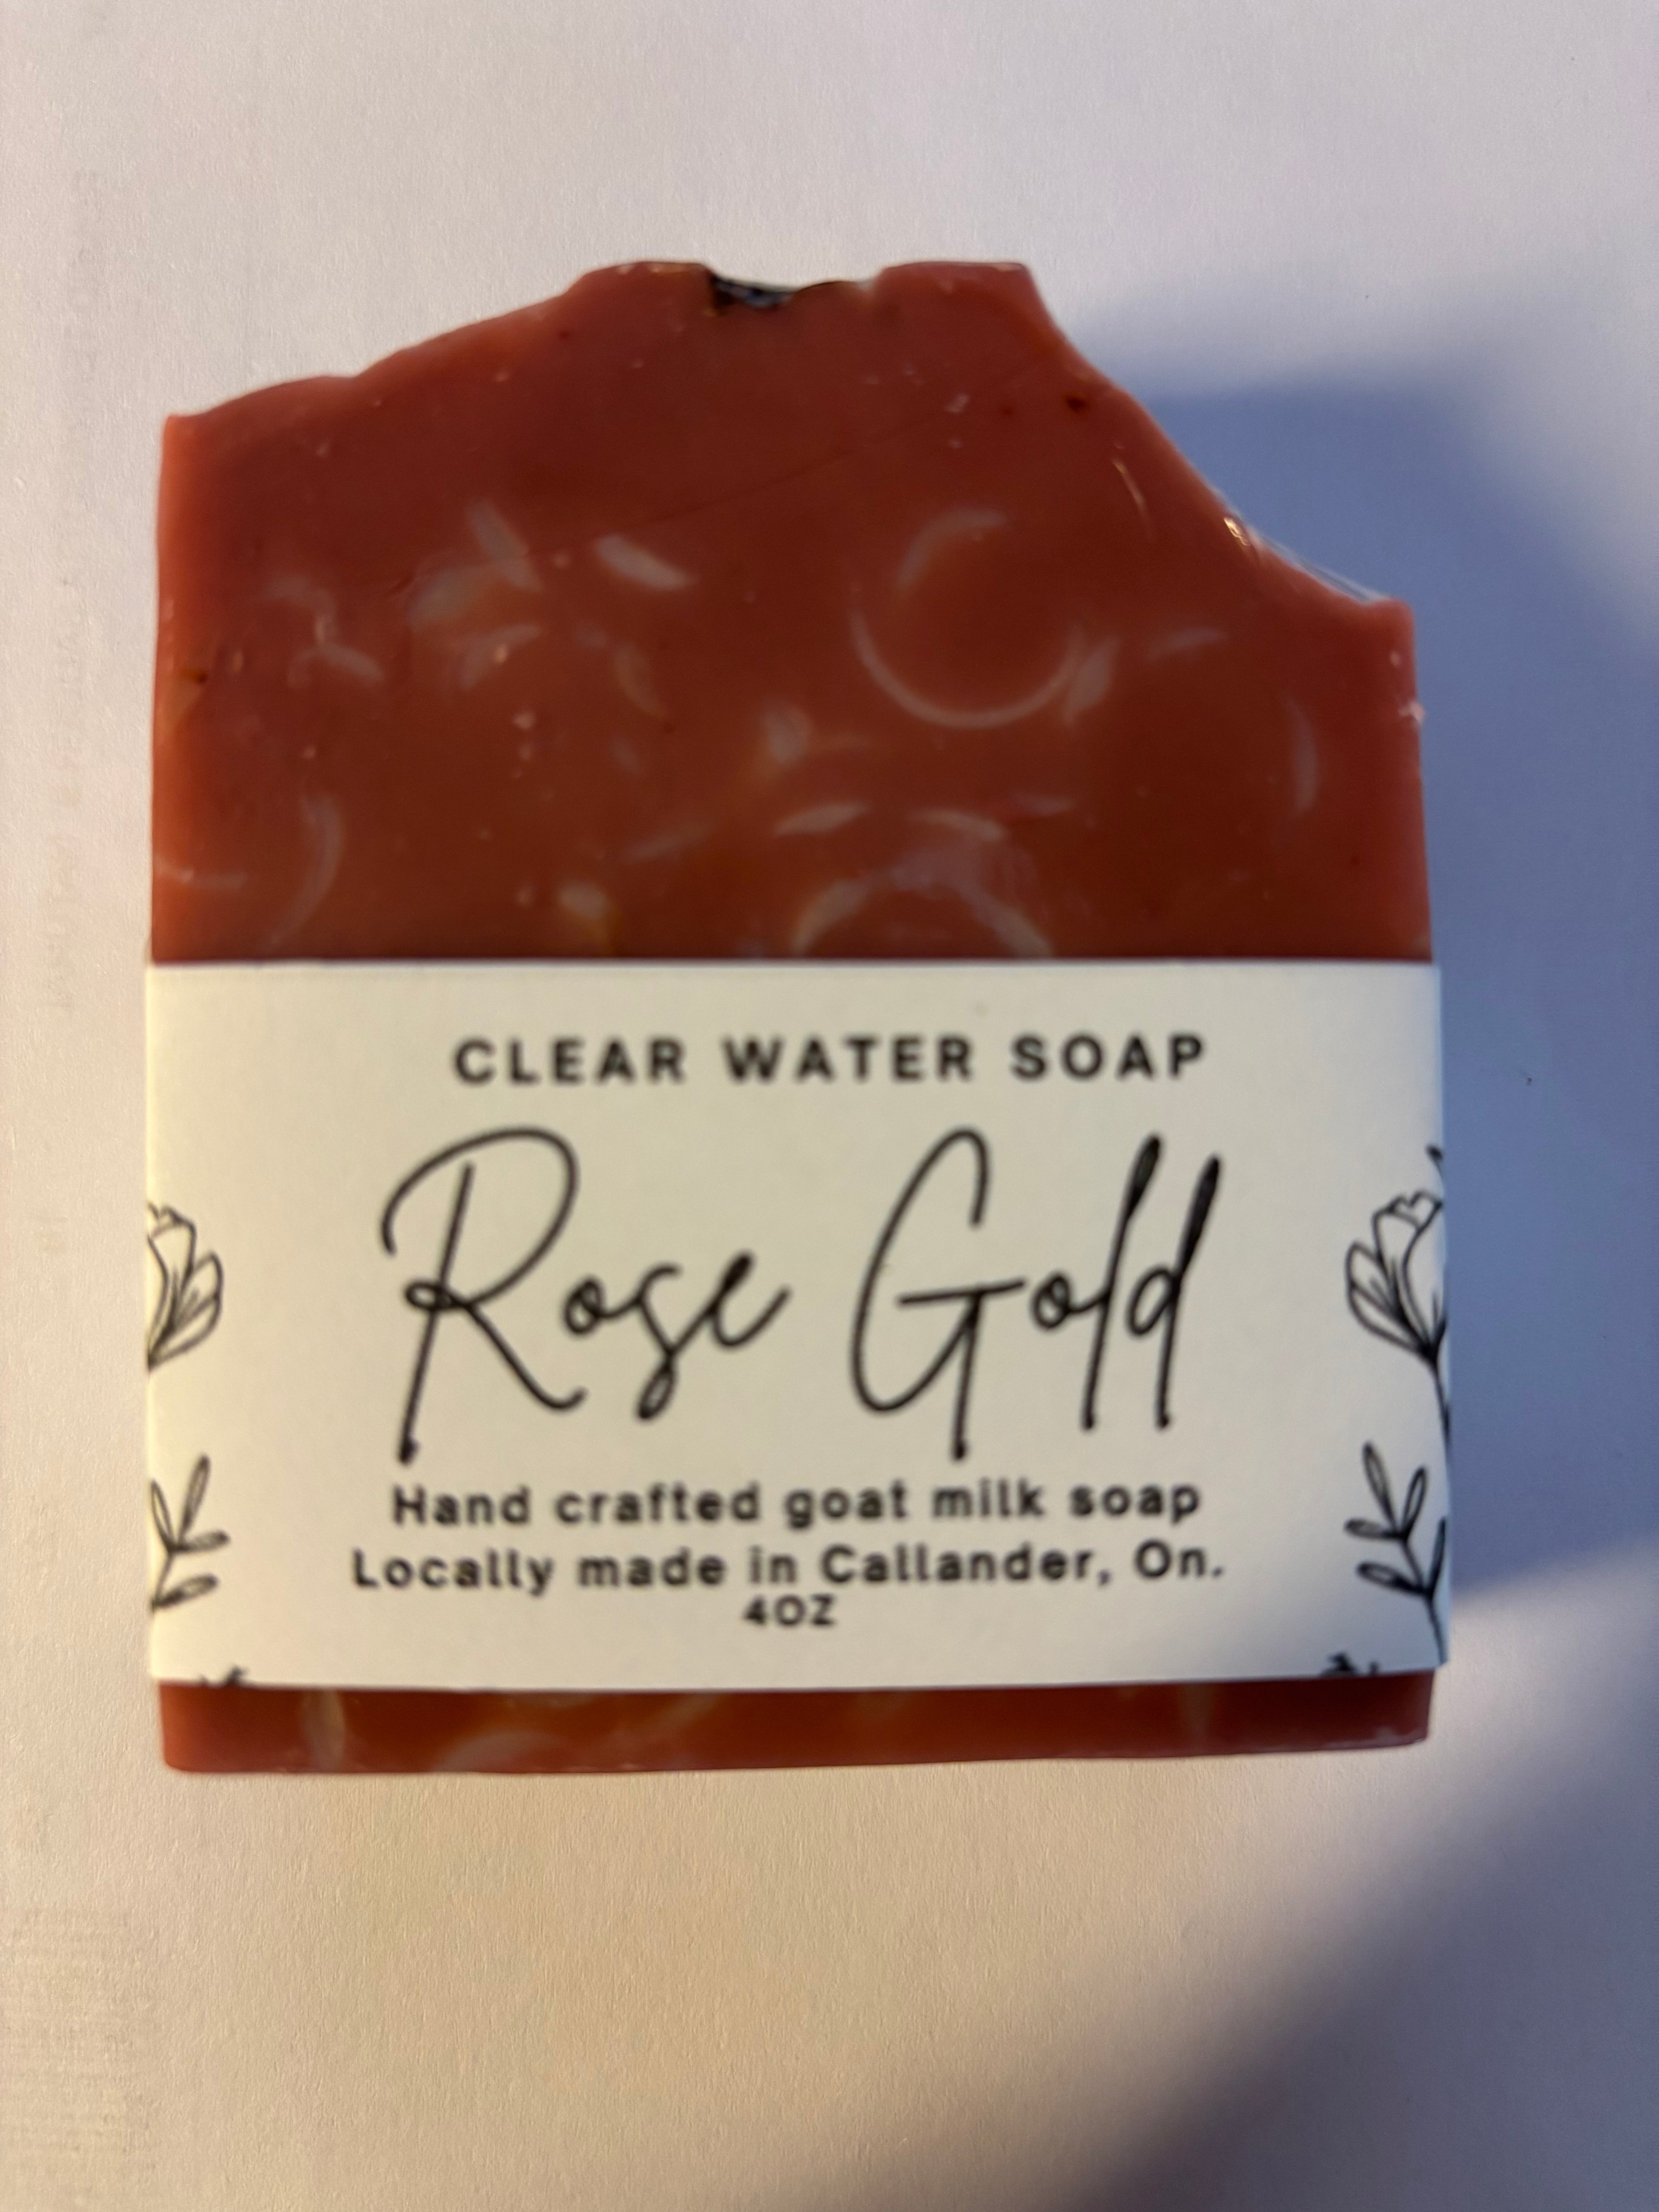 CLEAR WATER SOAP
Rose Gold
Hand crafted goat milk soap
Locally made in Callander, On.
4OZ